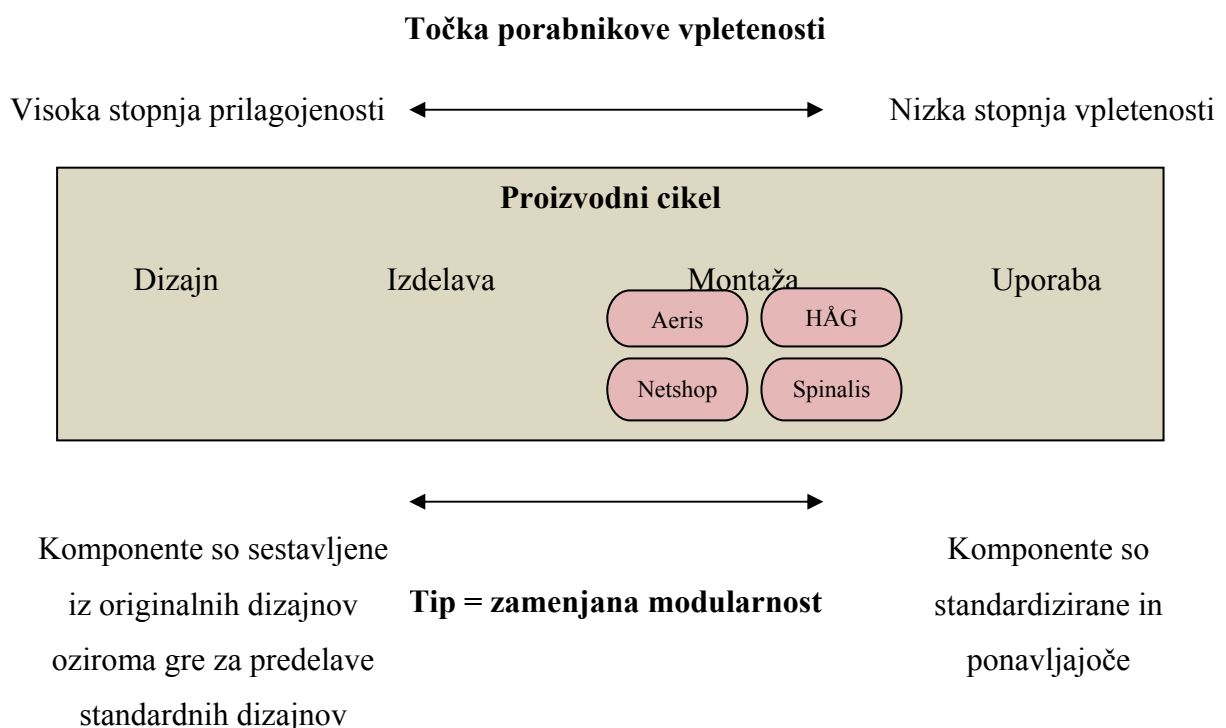 Točka porabnikove vpletenosti
Visoka stopnja prilagojenosti
Nizka stopnja vpletenosti
Proizvodni cikel
Dizajn
Izdelava
Montaža
Uporaba
Aeris
HÅG
Netshop
Spinalis
Komponente so sestavljene
iz originalnih dizajnov
oziroma gre za predelave
standardnih dizajnov
Tip = zamenjana modularnost
Komponente so
standardizirane in
ponavljajoče